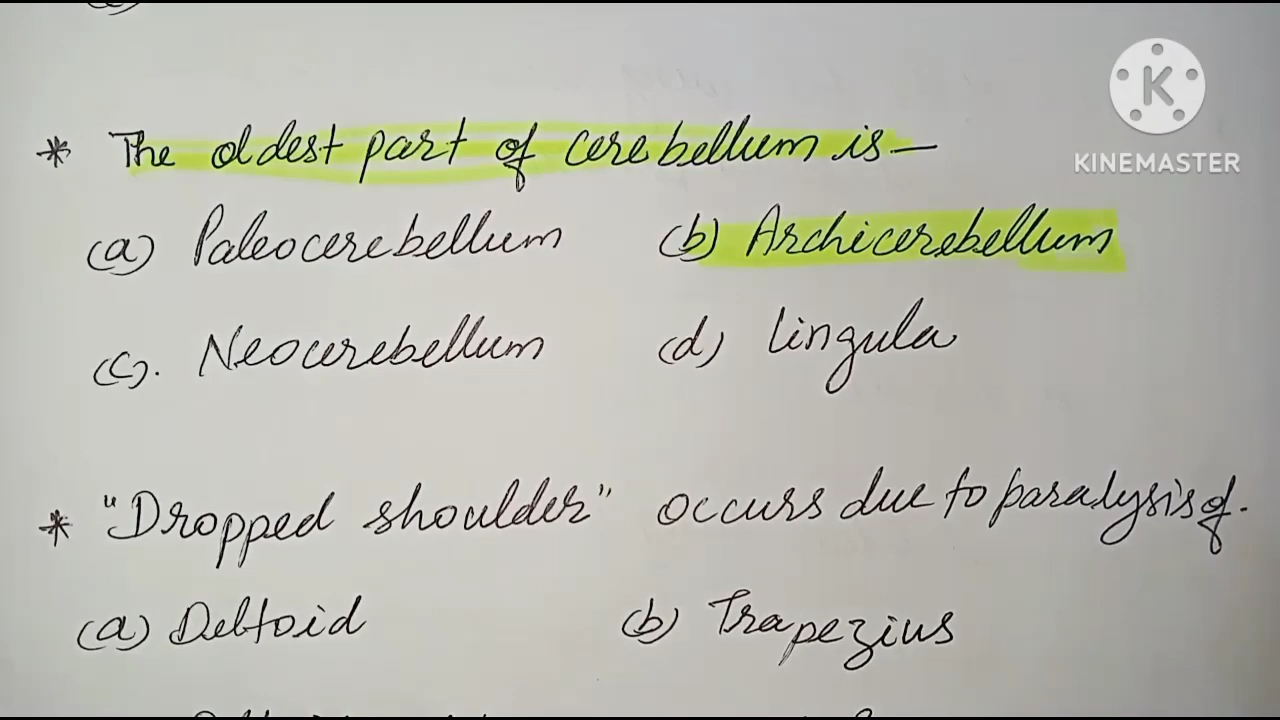 * The oldest part of cerebellum is —
(a) Paleocerebellum (b) Archicerebellum
(c). Neocerebellum (d) lingula
* "Dropped shoulder" occurs due to paralysis of.
(a) Deltoid (b) Trapezius
K
KINEMASTER